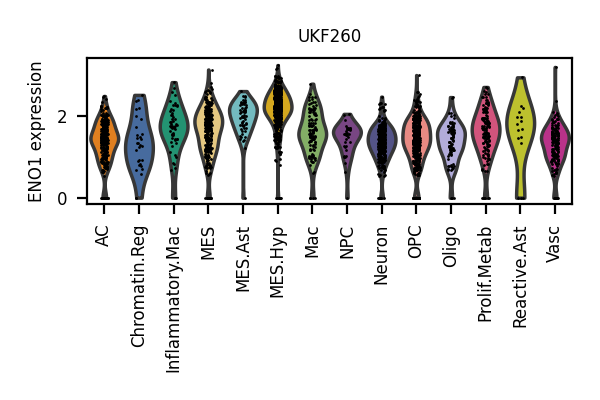 UKF260
ENO1 expression
2
0
AC
Chromatin.Reg
Inflammatory.Mac
MES
MES.Ast
MES.Hyp
Mac
NPC
Neuron
OPC
Oligo
Prolif.Metab
Reactive.Ast
Vasc